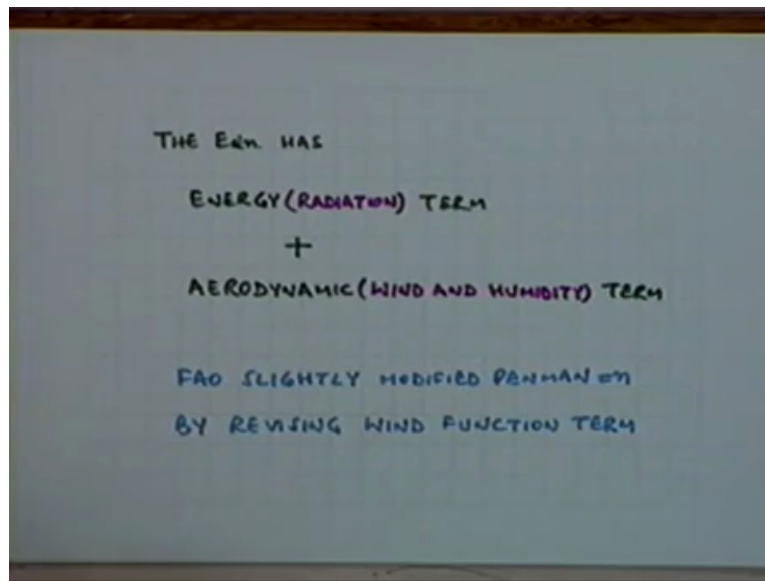 THE EQN. HAS
ENERGY (RADIATION) TERM
+
AERODYNAMIC (WIND AND HUMIDITY) TERM
FAO SLIGHTLY MODIFIED PENMAN en
BY REVISING WIND FUNCTION TERM